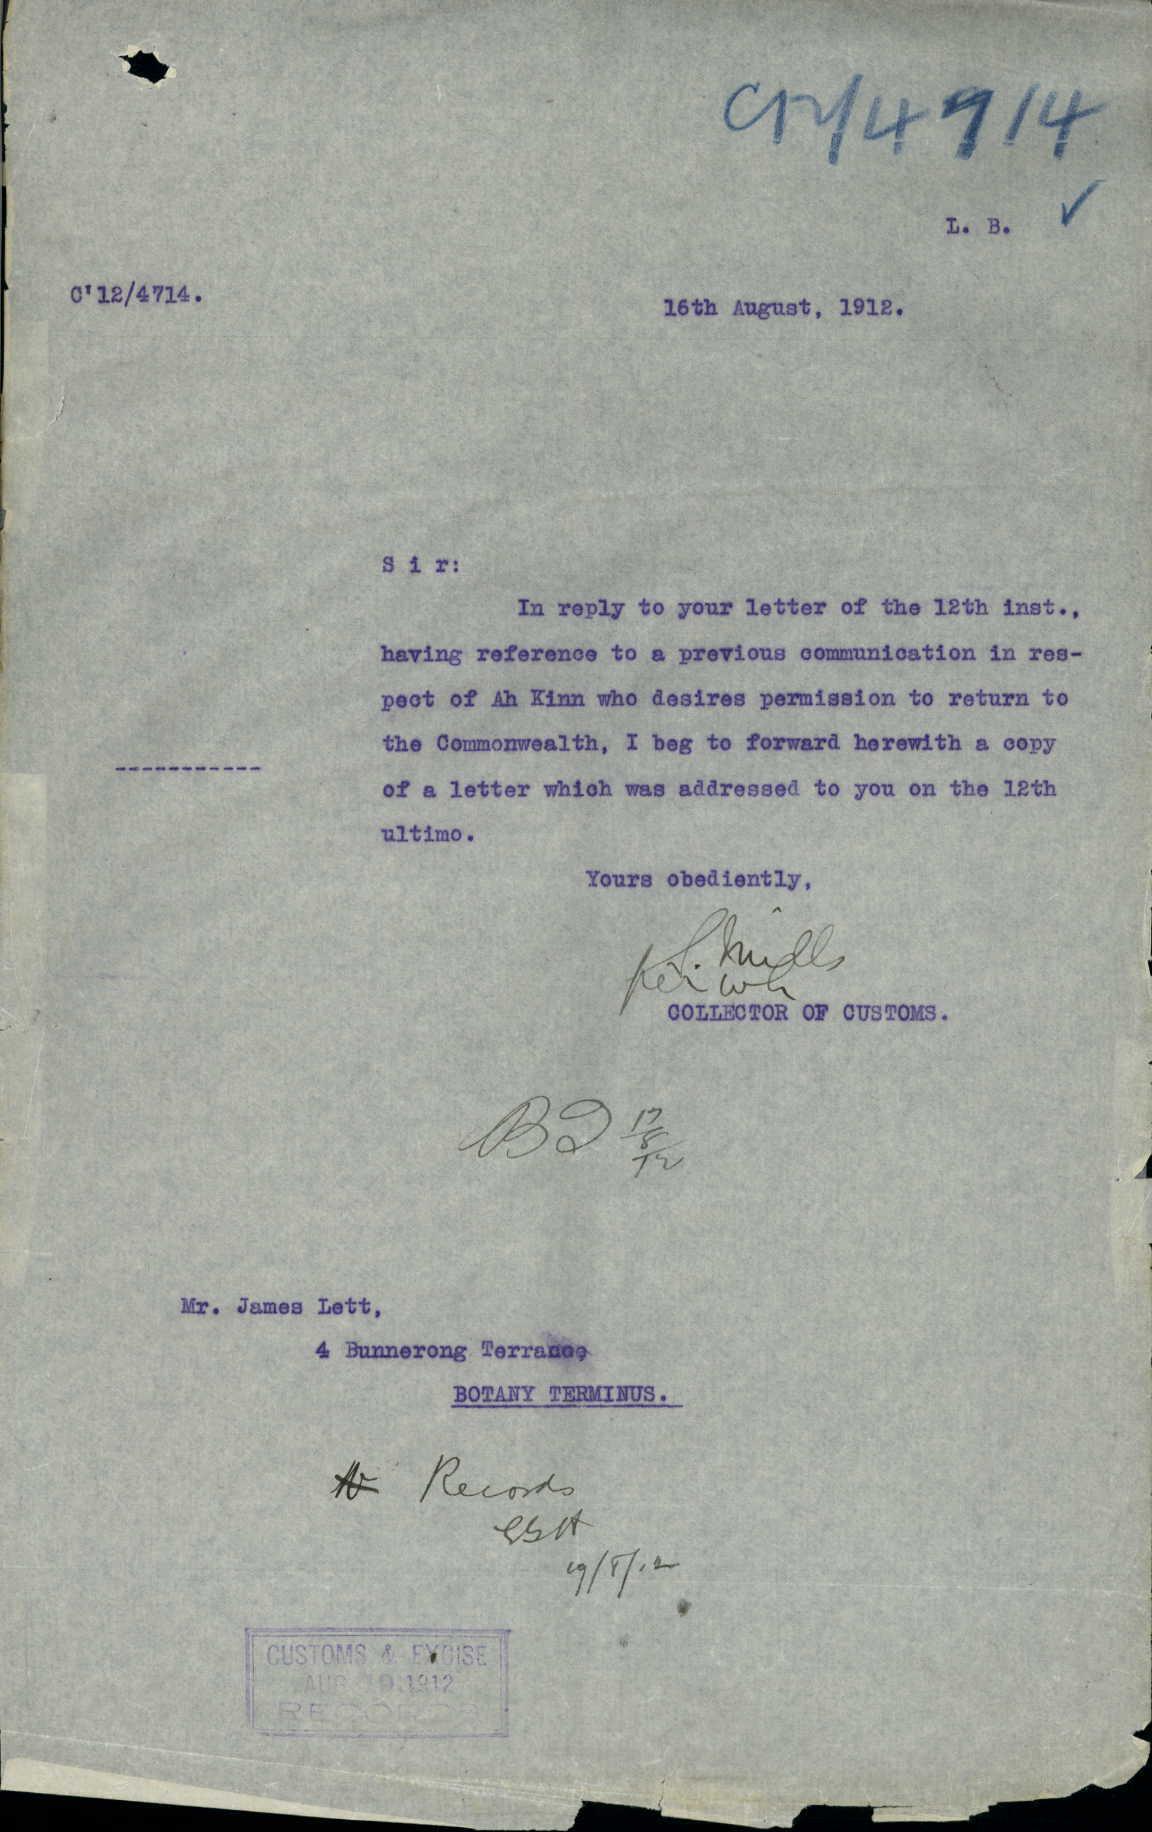 C12/4914
L. B. ✓
C'12/4714.
16th August, 1912.
S i r:
In reply to your letter of the 12th inst.,
having reference to a previous communication in res-
pect of Ah Kinn who desires permission to return to
the Commonwealth, I beg to forward herewith a copy
-----------
of a letter which was addressed to you on the 12th
ultimo.
Yours obediently,
S. Mills
COLLECTOR OF CUSTOMS.
17/8/12
Mr. James Lett,
4 Bunnerong Terrance,
BOTANY TERMINUS.
Records
19/8/12
CUSTOMS & EXCISE
AUG 19 1912
RECORDS